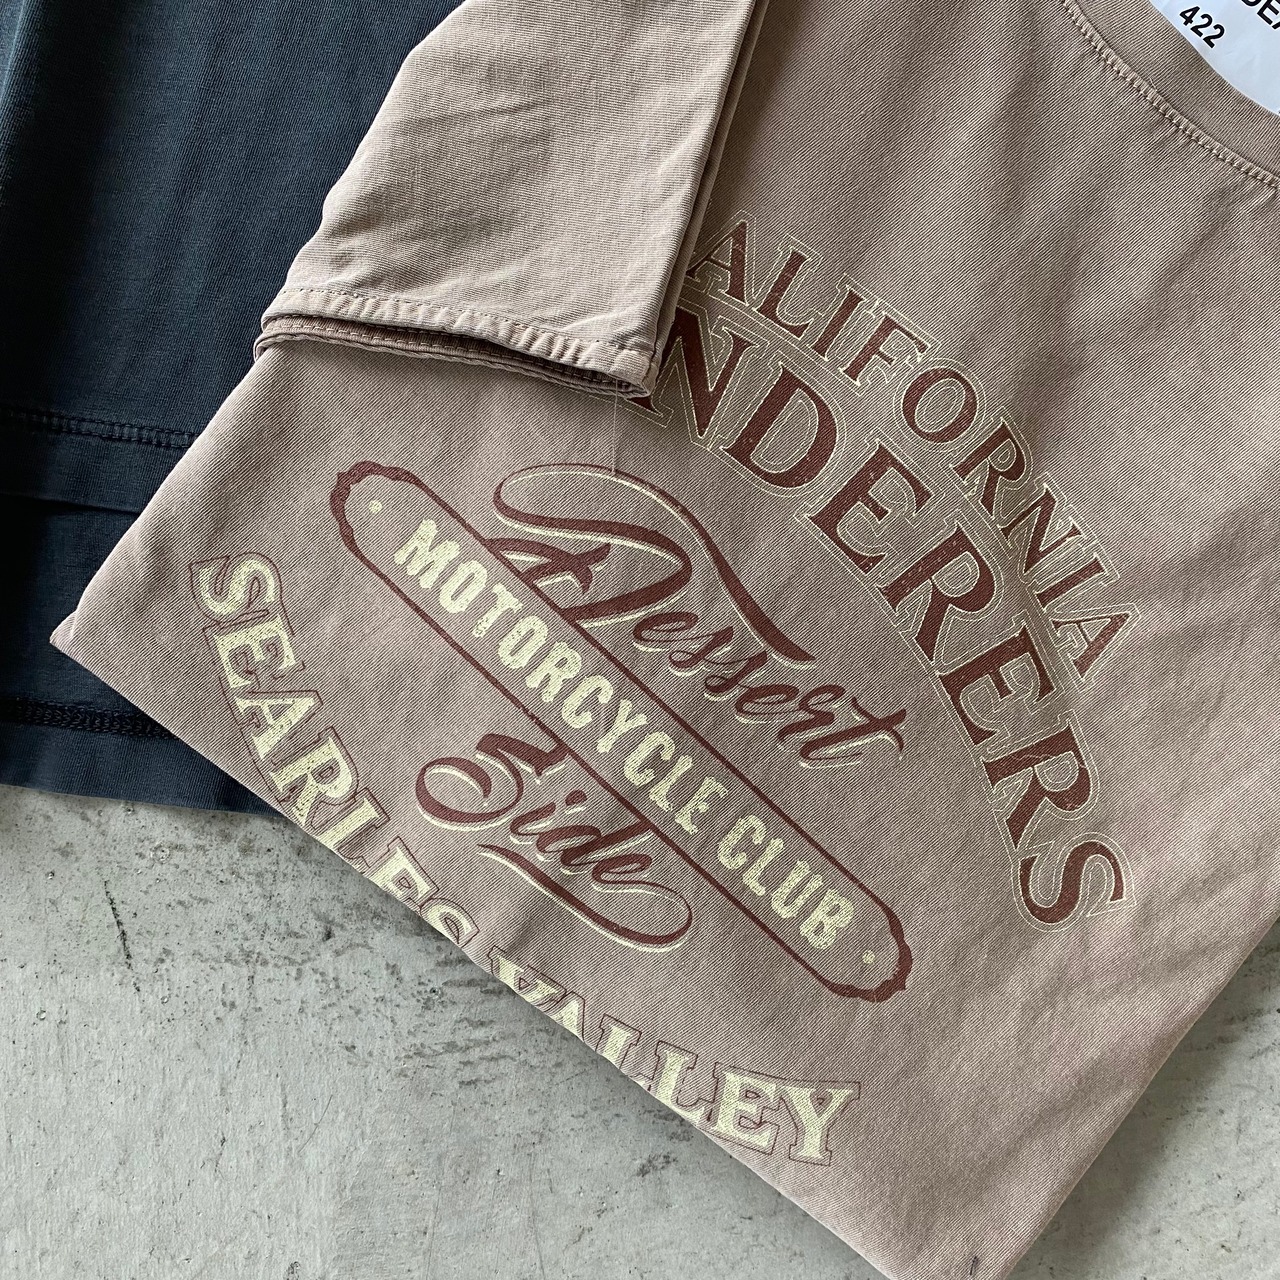 422
ALIFORNIA
NDERERS
Dessert
MOTORCYCLE CLUB
Side
SEARLES VALLEY